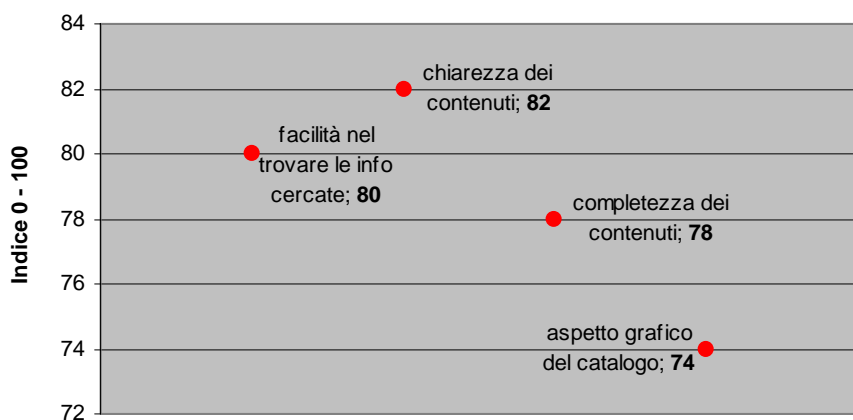 84
82
80
78
76
74
72
Indice 0 - 100
chiarezza dei
contenuti; 82
facilità nel
trovare le info
cercate; 80
completezza dei
contenuti; 78
aspetto grafico
del catalogo; 74